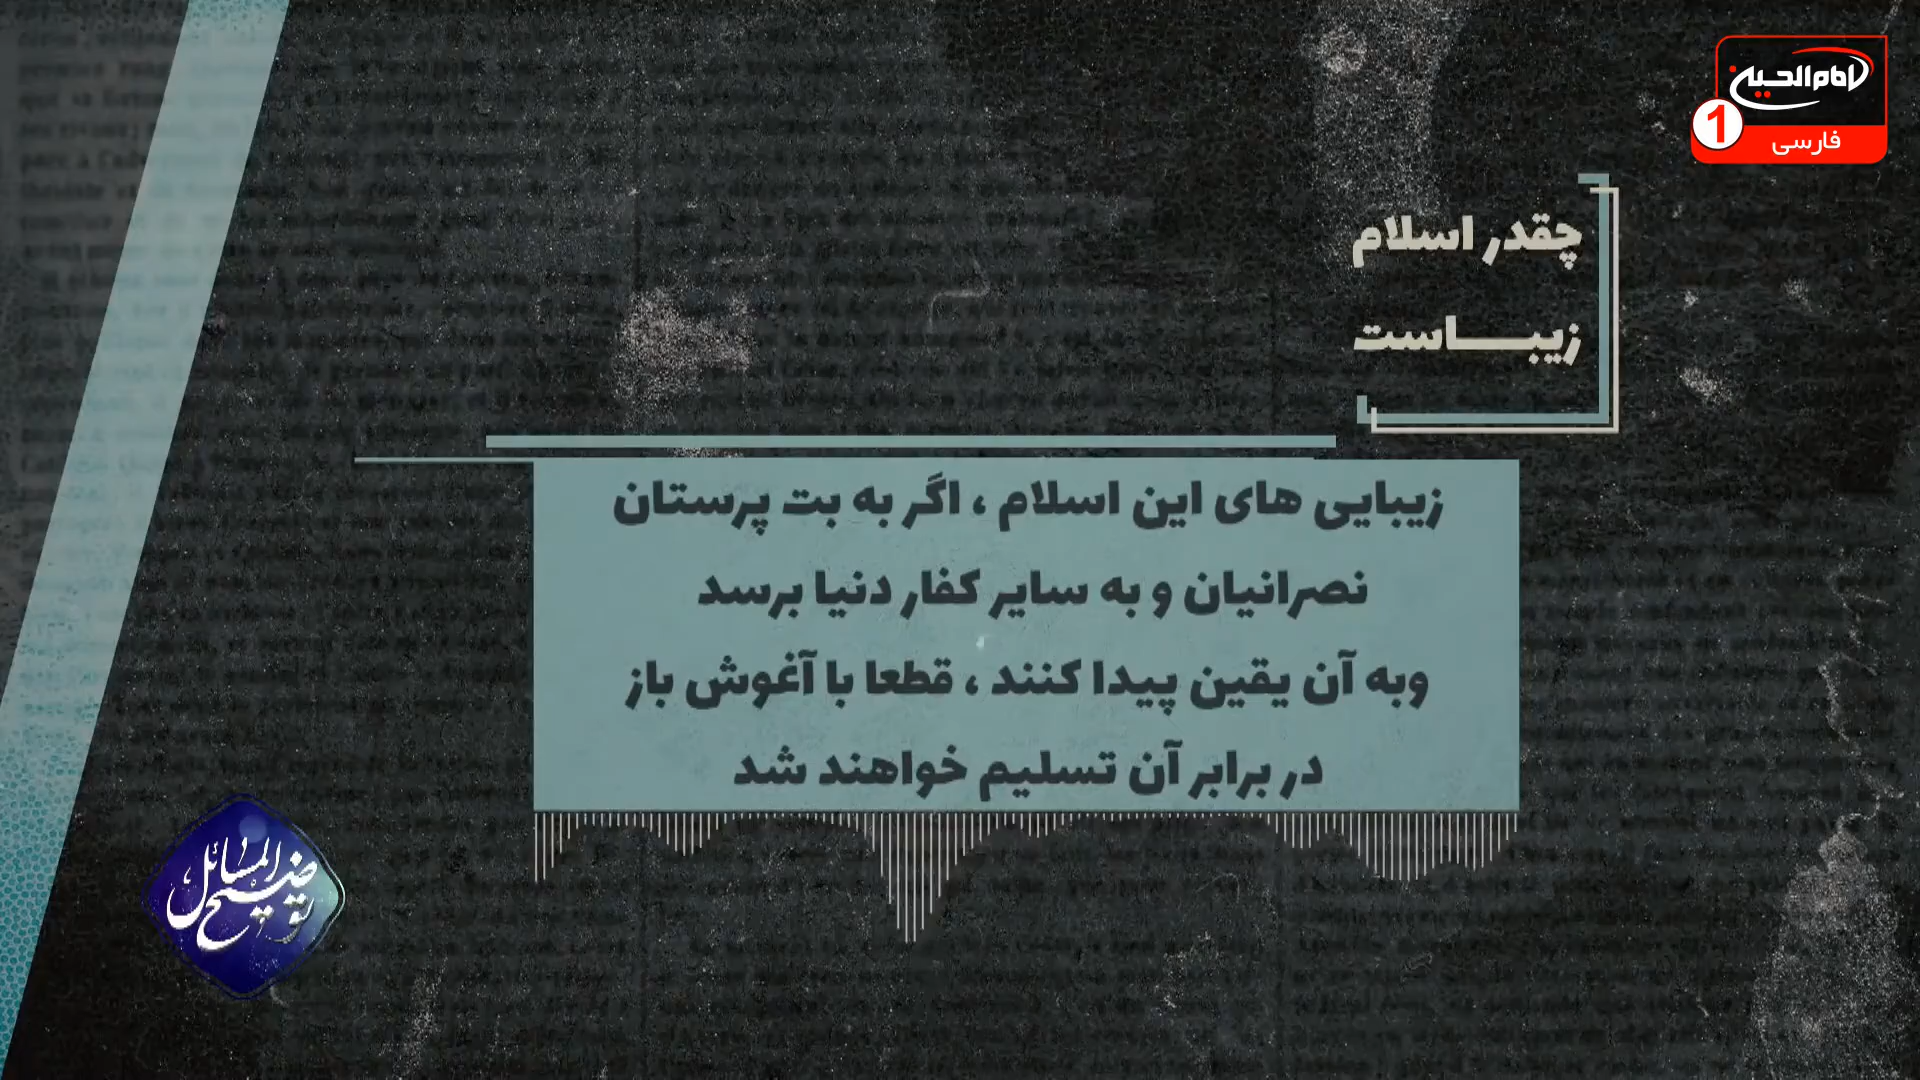 امام الحسین
1
فارسی
چقدر اسلام
زیبـــاست
زیبایی های این اسلام ، اگر به بت پرستان
نصرانیان و به سایر کفار دنیا برسد
وبه آن یقین پیدا کنند ، قطعا با آغوش باز
در برابر آن تسلیم خواهند شد
توضیح المسائل